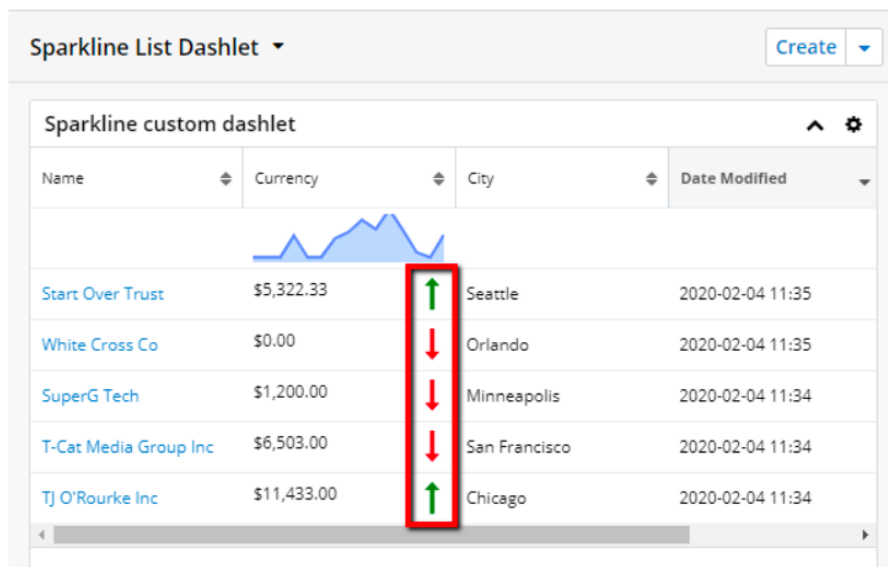 Sparkline List Dashlet
Create
Sparkline custom dashlet
Name Currency City Date Modified
Start Over Trust $5,322.33 Seattle 2020-02-04 11:35
White Cross Co $0.00 Orlando 2020-02-04 11:35
SuperG Tech $1,200.00 Minneapolis 2020-02-04 11:34
T-Cat Media Group Inc $6,503.00 San Francisco 2020-02-04 11:34
TJ O'Rourke Inc $11,433.00 Chicago 2020-02-04 11:34